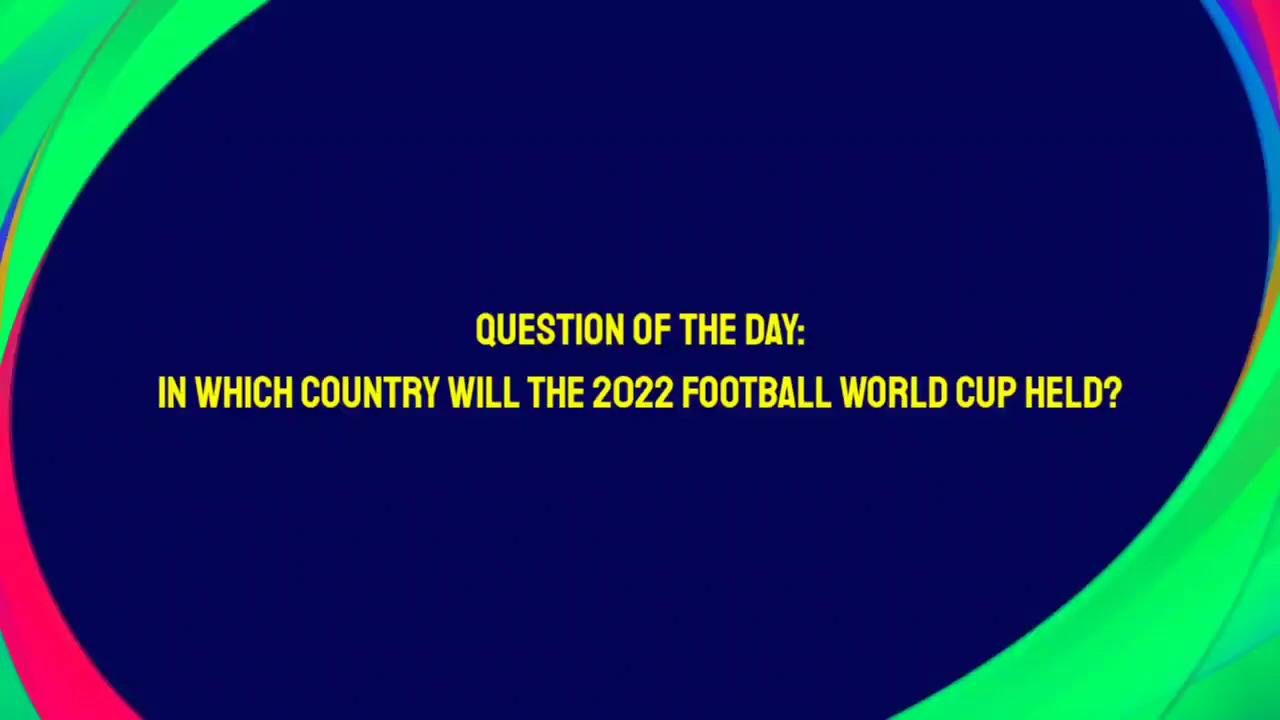 QUESTION OF THE DAY:
IN WHICH COUNTRY WILL THE 2022 FOOTBALL WORLD CUP HELD?